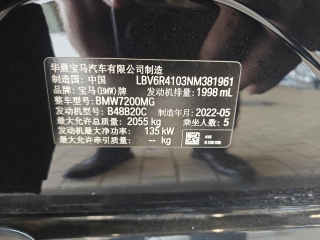 华晨宝马汽车有限公司制造
制造国: 中国 LBV6R4103NM381961
品牌: 宝马(BMW)牌 发动机排量: 1998 mL
整车型号: BMW7200MG
发动机型号: B48B20C 制造年月: 2022-05
最大允许总质量: 2055 kg 乘坐人数: 5
发动机最大净功率: 135 kW
最大允许牵引质量: -- kg